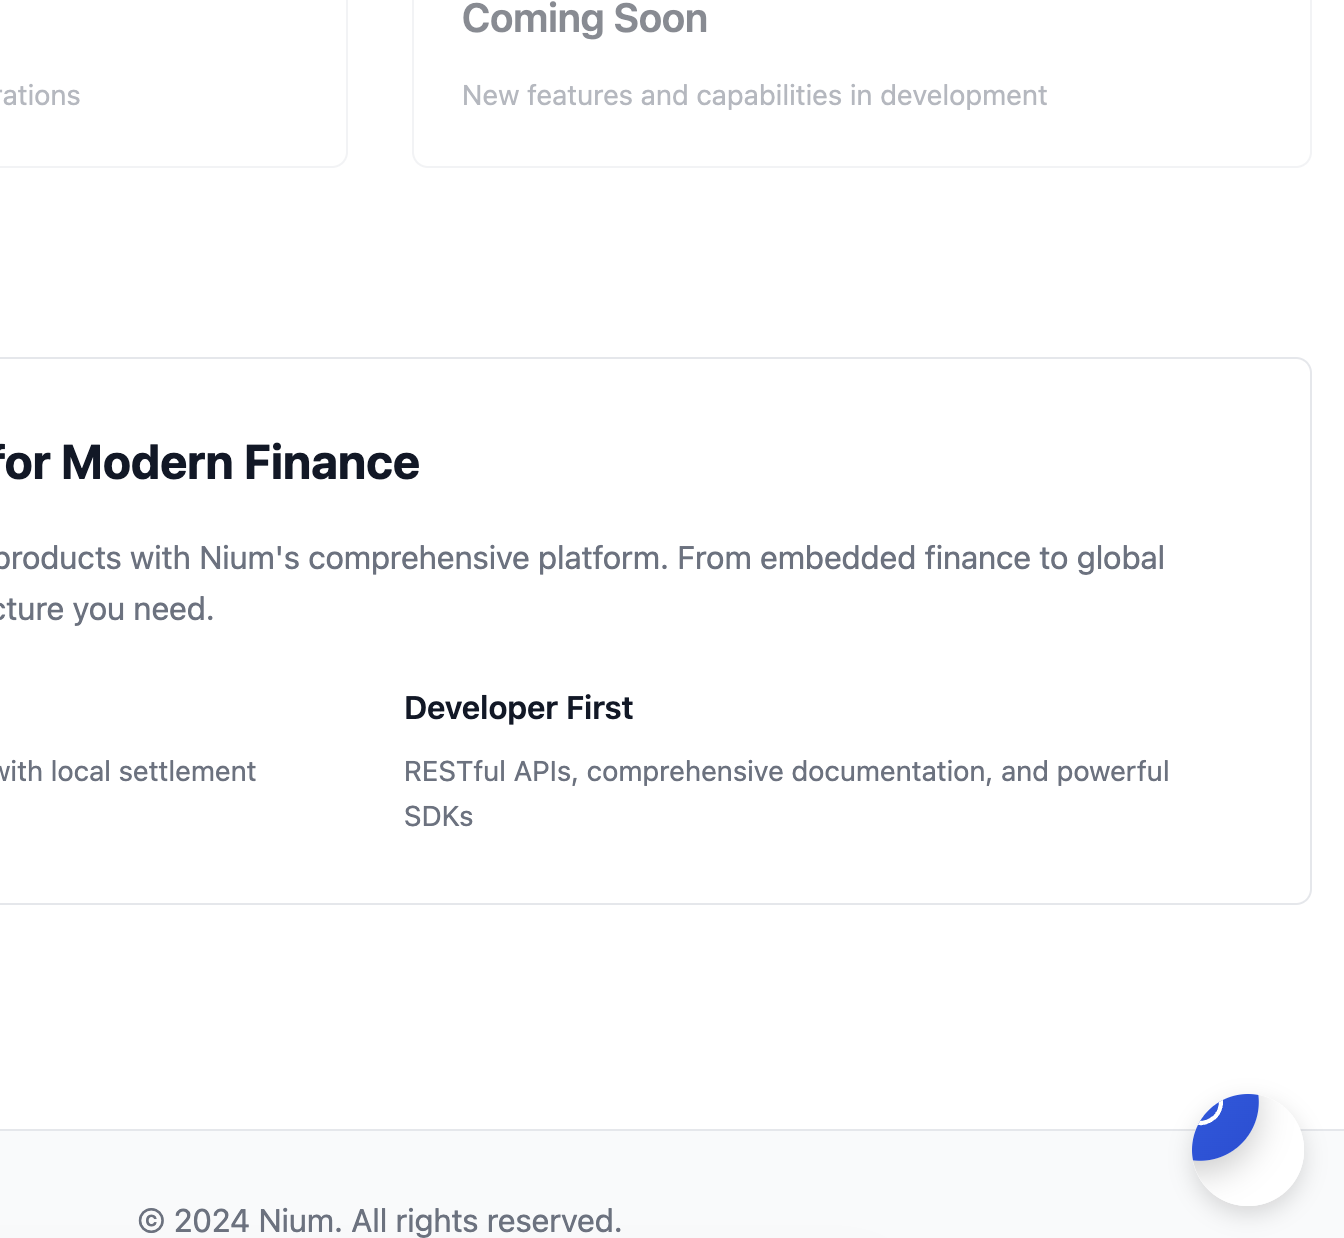 Coming Soon
rations
New features and capabilities in development
for Modern Finance
products with Nium's comprehensive platform. From embedded finance to global
cture you need.
Developer First
with local settlement
RESTful APIs, comprehensive documentation, and powerful
SDKs
© 2024 Nium. All rights reserved.